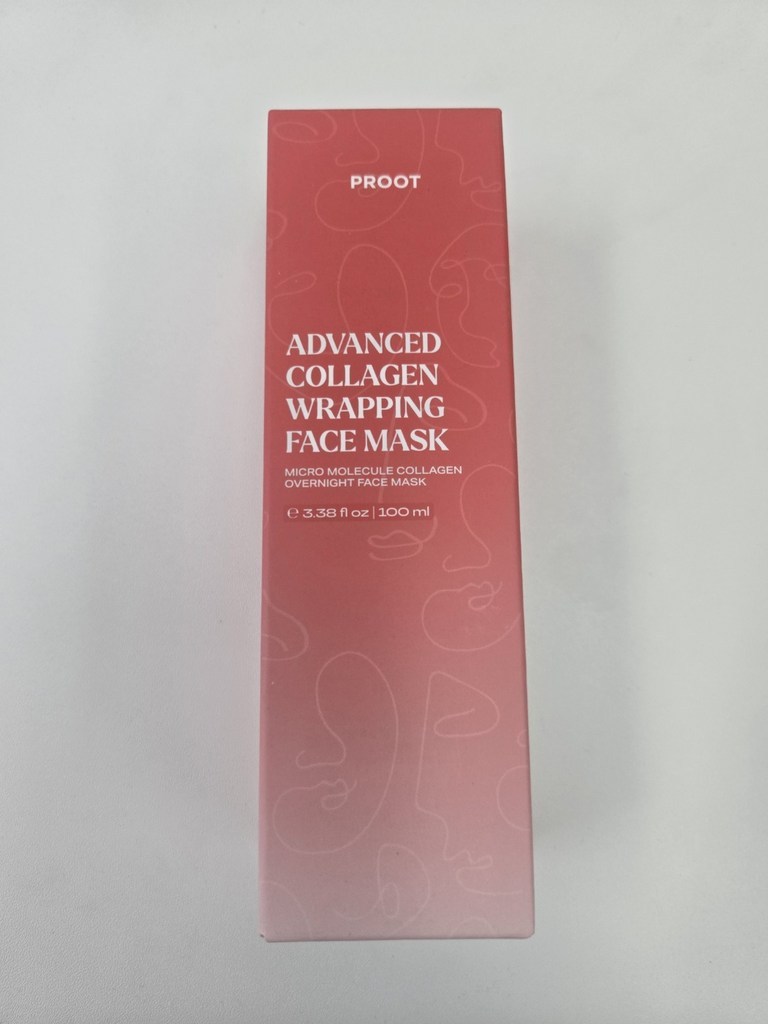 PROOT
ADVANCED
COLLAGEN
WRAPPING
FACE MASK
MICRO MOLECULE COLLAGEN
OVERNIGHT FACE MASK
℮ 3.38 fl oz | 100 ml